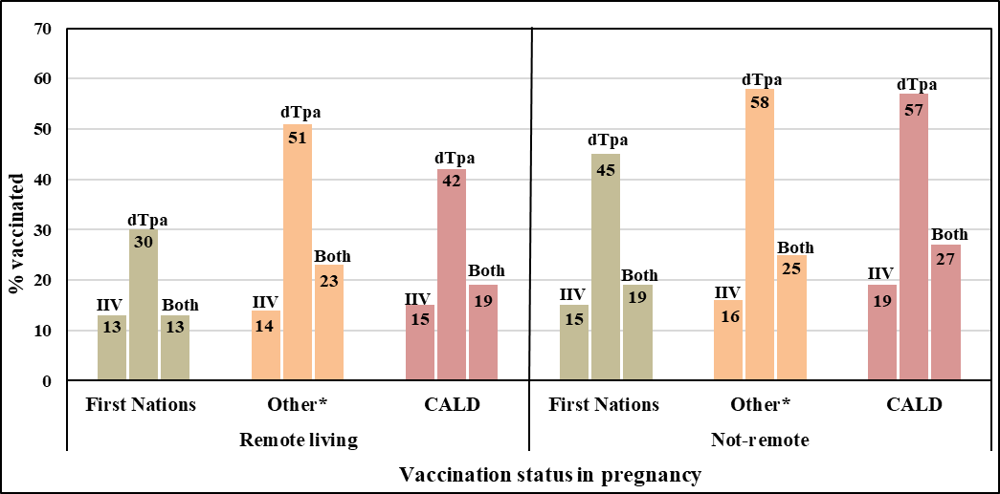 70
60
50
40
30
20
10
0
% vaccinated
IIV
13
dTpa
30
Both
13
IIV
14
dTpa
51
Both
23
IIV
15
dTpa
42
Both
19
IIV
15
dTpa
45
Both
19
IIV
16
dTpa
58
Both
25
IIV
19
dTpa
57
Both
27
First Nations Other* CALD First Nations Other* CALD
Remote living Not-remote
Vaccination status in pregnancy